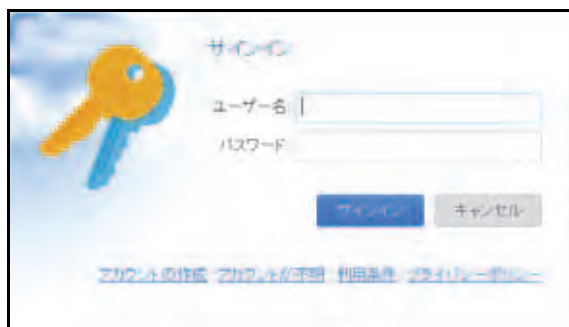 サインイン
ユーザー名
パスワード
サインイン キャンセル
アカウントの作成 アカウントが不明 利用条件 プライバシーポリシー